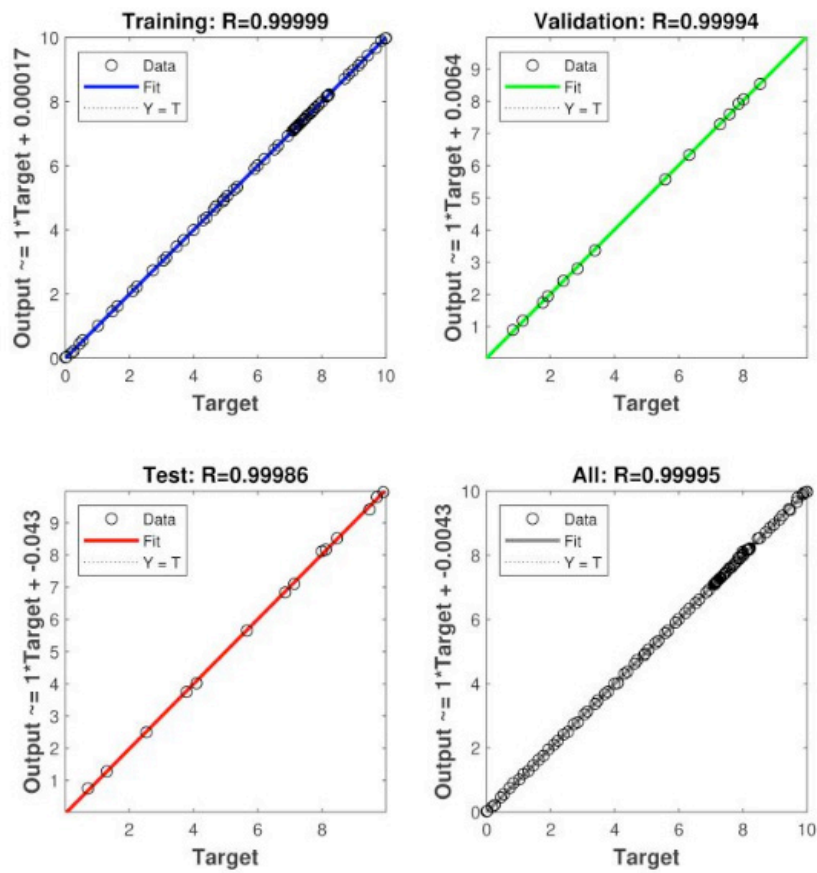 Training: R=0.99999
Output ~= 1*Target + 0.00017
10
8
6
4
2
0
Data
Fit
Y = T
0 2 4 6 8 10
Target
Validation: R=0.99994
Output ~= 1*Target + 0.0064
9
8
7
6
5
4
3
2
1
Data
Fit
Y = T
2 4 6 8
Target
Test: R=0.99986
Output ~= 1*Target + -0.043
9
8
7
6
5
4
3
2
1
Data
Fit
Y = T
2 4 6 8
Target
All: R=0.99995
Output ~= 1*Target + -0.0043
10
8
6
4
2
0
Data
Fit
Y = T
0 2 4 6 8 10
Target